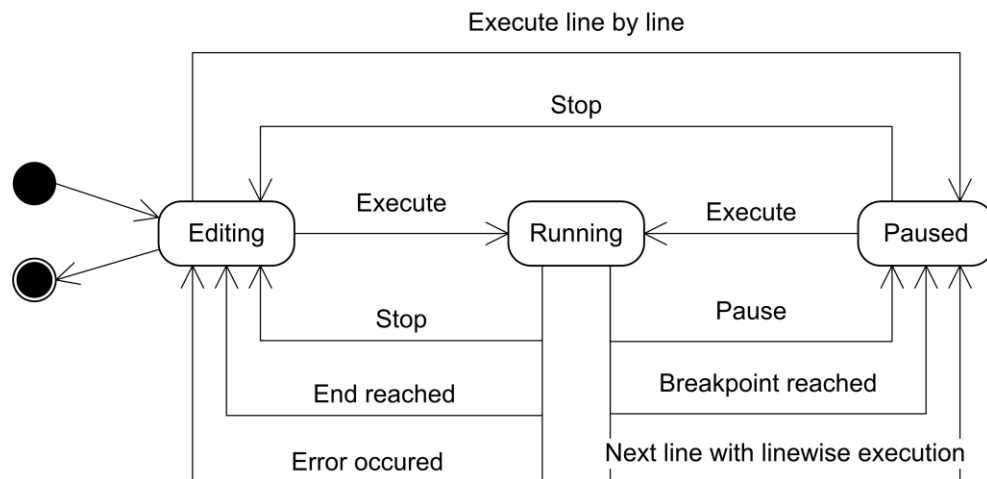 Execute line by line
Stop
Execute
Execute
Editing
Running
Paused
Stop
Pause
End reached
Breakpoint reached
Error occured
Next line with linewise execution